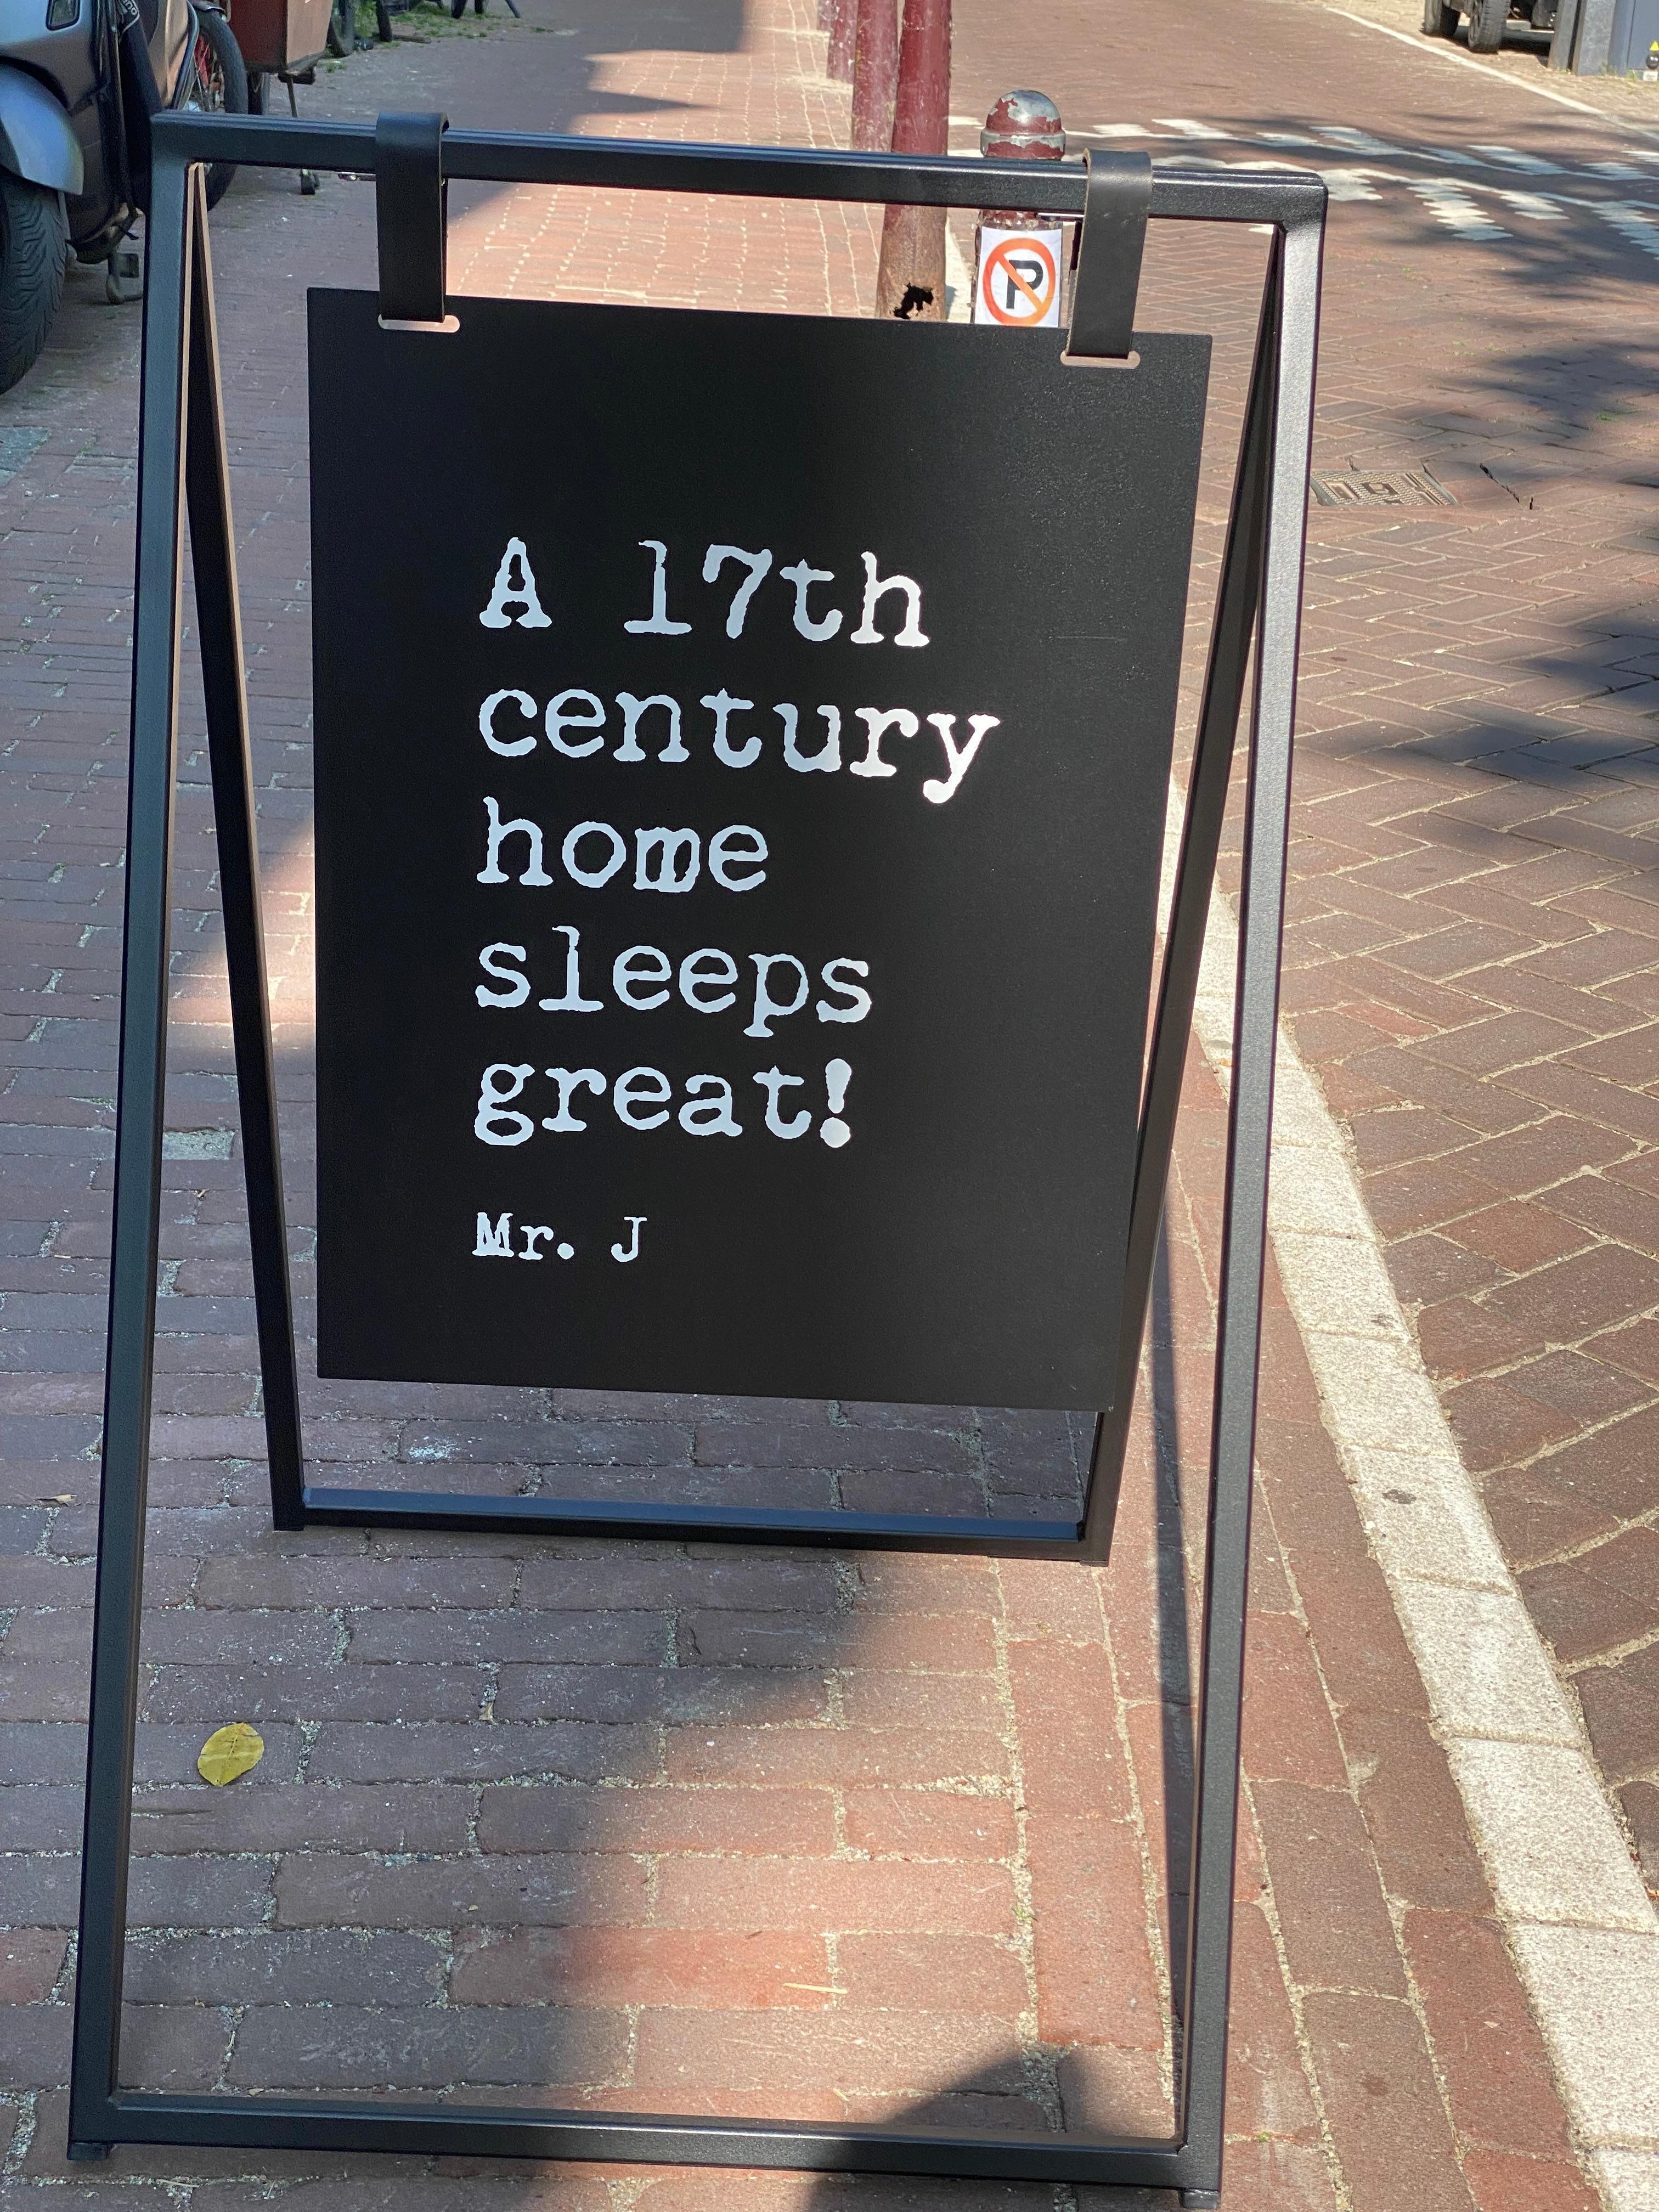 A 17th
century
home
sleeps
great!
Mr. J
P